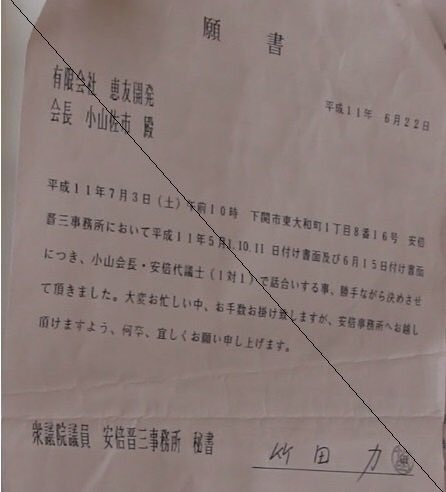 願書
平成11年 6月22日
有限会社 恵友開発
会長 小山佐市 殿
平成11年7月3日(土)午前10時 下関市東大和町1丁目8番16号 安倍
晋三事務所において平成11年5月1.10.11日付け書面及び6月15日付け書面
につき、小山会長・安倍代議士(1対1)で話合いする事、勝手ながら決めさせ
て頂きました。大変お忙しい中、お手数お掛け致しますが、安倍事務所へお越し
頂けますよう、何卒、宜しくお願い申し上げます。
衆議院議員 安倍晋三事務所 秘書
竹田 力